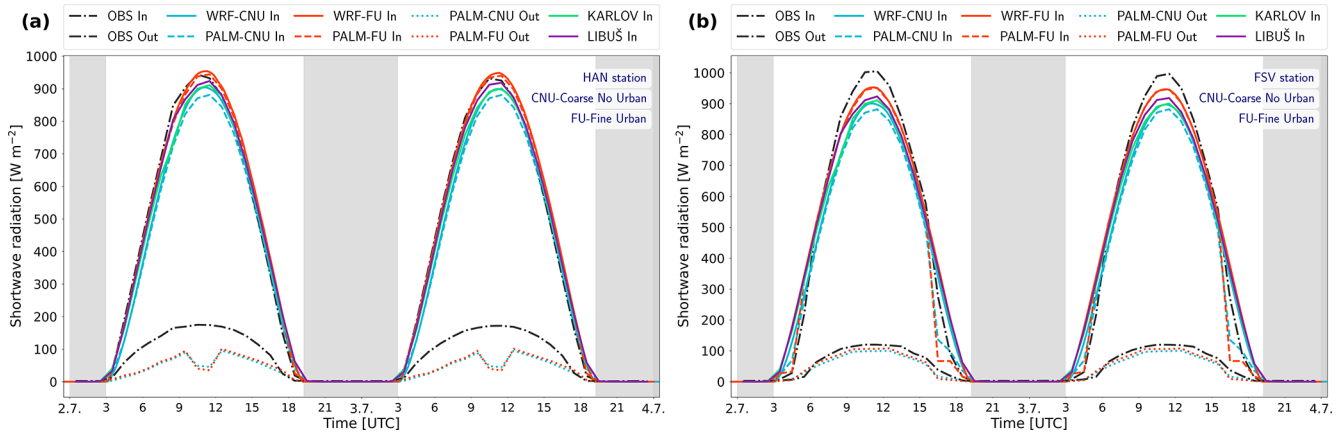 (a)
OBS In WRF-CNU In WRF-FU In PALM-CNU Out KARLOV In
OBS Out PALM-CNU In PALM-FU In PALM-FU Out LIBUŠ In
HAN station
CNU-Coarse No Urban
FU-Fine Urban
Shortwave radiation [W m⁻²]
1000
900
800
700
600
500
400
300
200
100
0
2.7. 3 6 9 12 15 18 21 3.7. 3 6 9 12 15 18 21 4.7.
Time [UTC]
(b)
OBS In WRF-CNU In WRF-FU In PALM-CNU Out KARLOV In
OBS Out PALM-CNU In PALM-FU In PALM-FU Out LIBUŠ In
FSV station
CNU-Coarse No Urban
FU-Fine Urban
Shortwave radiation [W m⁻²]
1000
900
800
700
600
500
400
300
200
100
0
2.7. 3 6 9 12 15 18 21 3.7. 3 6 9 12 15 18 21 4.7.
Time [UTC]